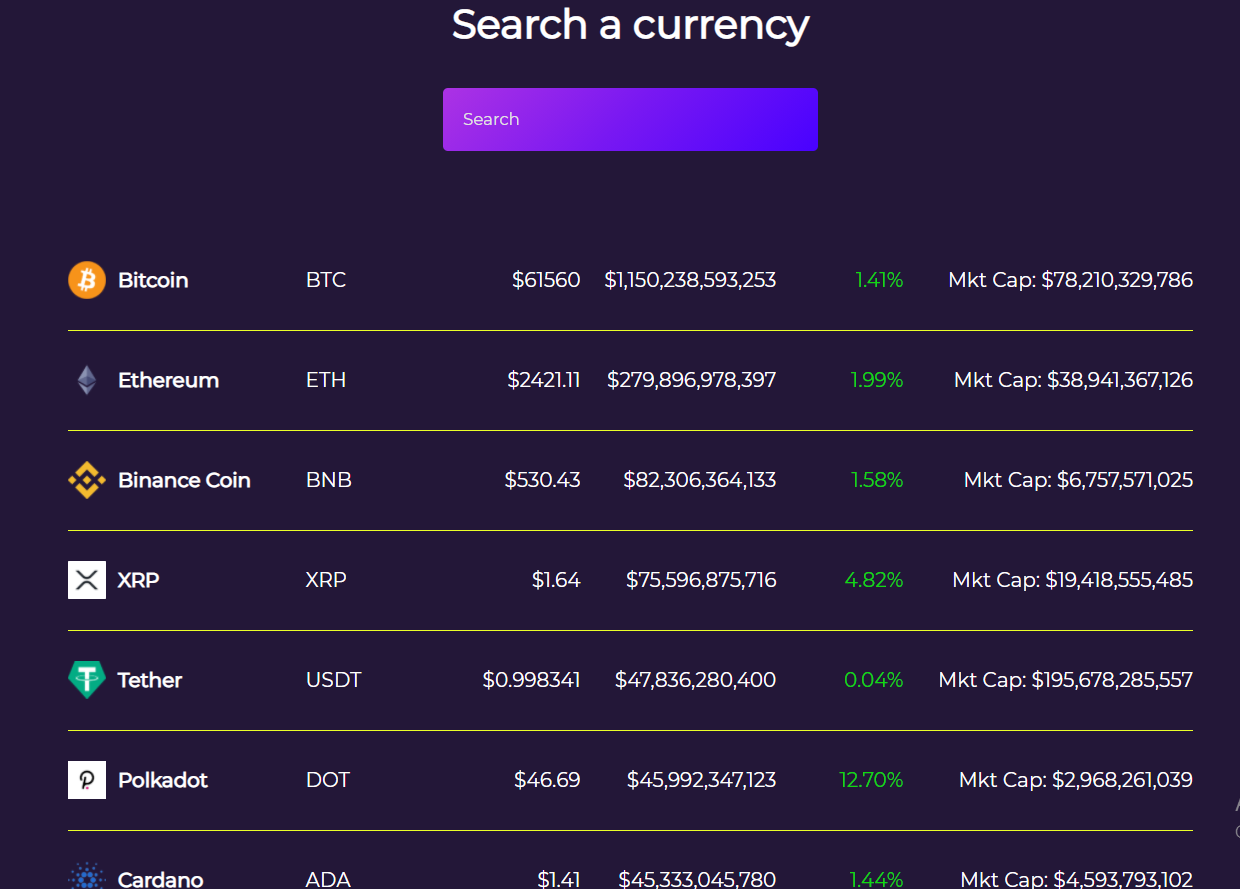 Search a currency
Search
Bitcoin BTC $61560 $1,150,238,593,253 1.41% Mkt Cap: $78,210,329,786
Ethereum ETH $2421.11 $279,896,978,397 1.99% Mkt Cap: $38,941,367,126
Binance Coin BNB $530.43 $82,306,364,133 1.58% Mkt Cap: $6,757,571,025
XRP XRP $1.64 $75,596,875,716 4.82% Mkt Cap: $19,418,555,485
Tether USDT $0.998341 $47,836,280,400 0.04% Mkt Cap: $195,678,285,557
Polkadot DOT $46.69 $45,992,347,123 12.70% Mkt Cap: $2,968,261,039
Cardano ADA $1.41 $45,333,045,780 1.44% Mkt Cap: $4,593,793,102